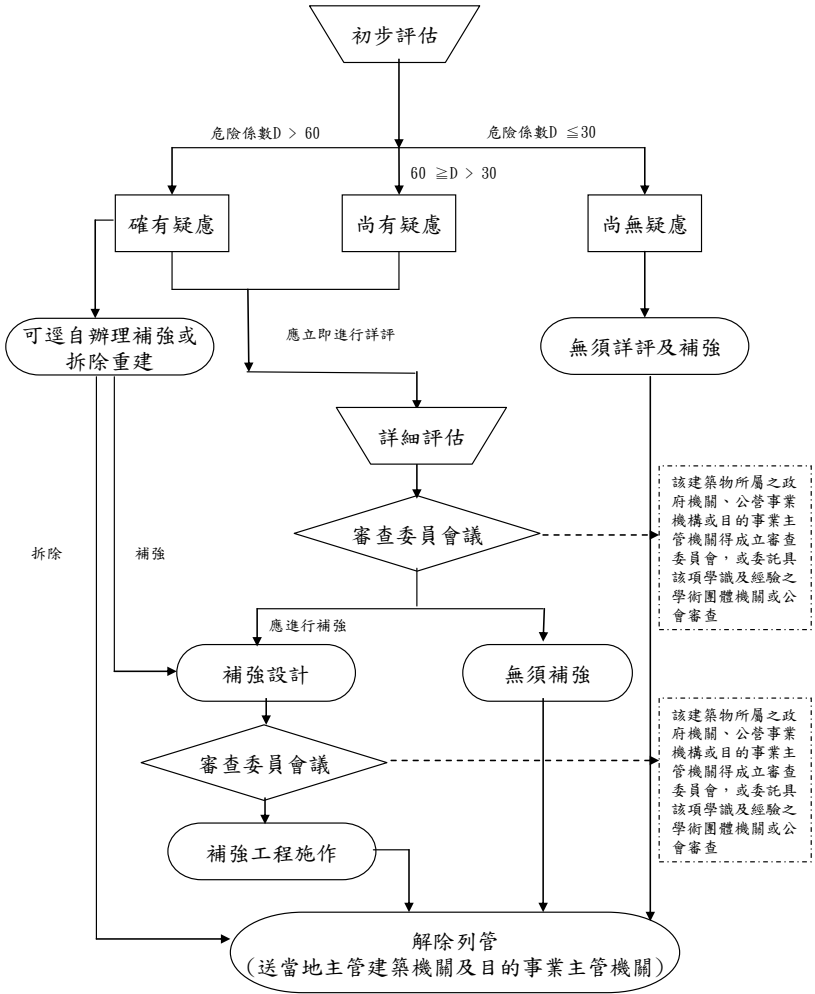 初步評估
危險係數D > 60
危險係數D ≦30
60 ≧D > 30
確有疑慮
尚有疑慮
尚無疑慮
可逕自辦理補強或
拆除重建
應立即進行詳評
無須詳評及補強
詳細評估
審查委員會議
該建築物所屬之政
府機關、公營事業
機構或目的事業主
管機關得成立審查
委員會，或委託具
該項學識及經驗之
學術團體機關或公
會審查
拆除
補強
應進行補強
補強設計
無須補強
審查委員會議
該建築物所屬之政
府機關、公營事業
機構或目的事業主
管機關得成立審查
委員會，或委託具
該項學識及經驗之
學術團體機關或公
會審查
補強工程施作
解除列管
(送當地主管建築機關及目的事業主管機關)